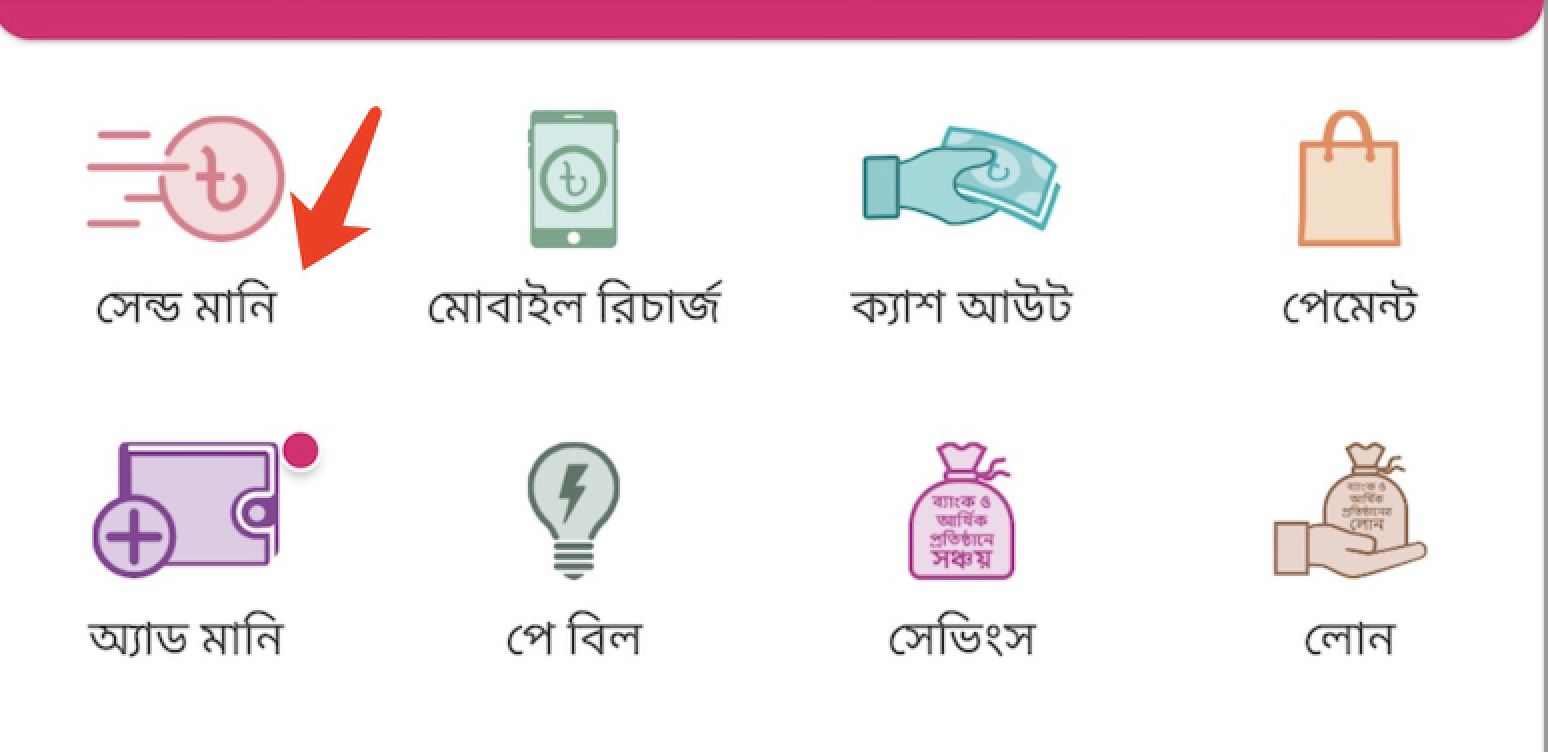 সেন্ড মানি
মোবাইল রিচার্জ
ক্যাশ আউট
পেমেন্ট
ব্যাংক ও
আর্থিক
প্রতিষ্ঠানে
সঞ্চয়
ব্যাংক ও
আর্থিক
প্রতিষ্ঠানের
লোন
অ্যাড মানি
পে বিল
সেভিংস
লোন